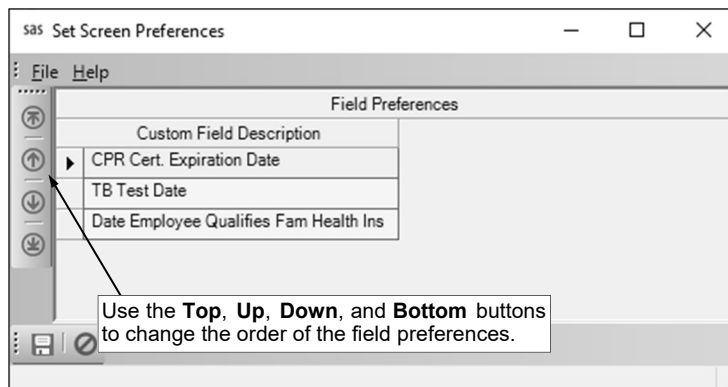 sas Set Screen Preferences
File Help
Field Preferences
Custom Field Description
CPR Cert. Expiration Date
TB Test Date
Date Employee Qualifies Fam Health Ins
Use the Top, Up, Down, and Bottom buttons
to change the order of the field preferences.